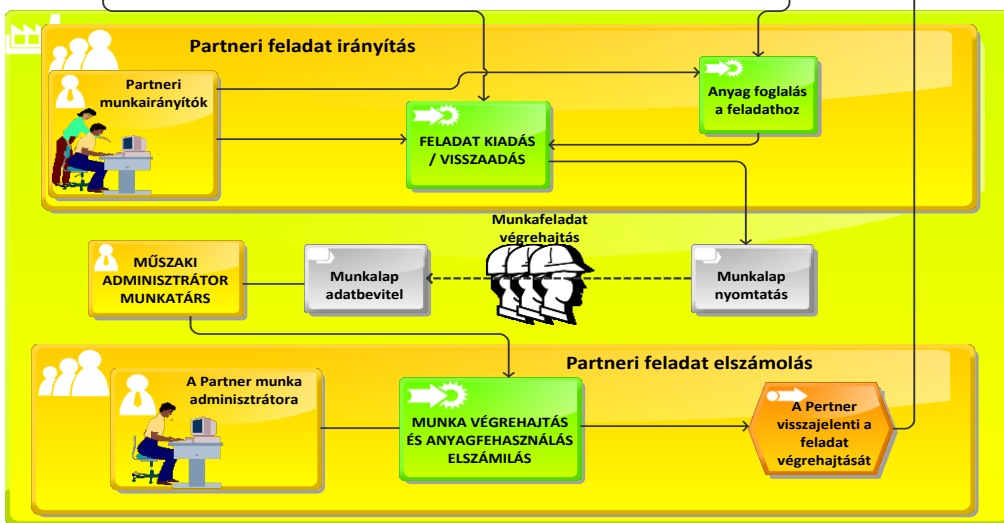 Partneri feladat irányítás
Partneri
munkairányítók
Anyag foglalás
a feladathoz
FELADAT KIADÁS
/ VISSZAADÁS
Munkafeladat
végrehajtás
MŰSZAKI
ADMINISZTRÁTOR
MUNKATÁRS
Munkalap
adatbevitel
Munkalap
nyomtatás
Partneri feladat elszámolás
A Partner munka
adminisztrátora
MUNKA VÉGREHAJTÁS
ÉS ANYAGFEHASZNÁLÁS
ELSZÁMILÁS
A Pertner
visszajelenti a
feladat
végrehajtását